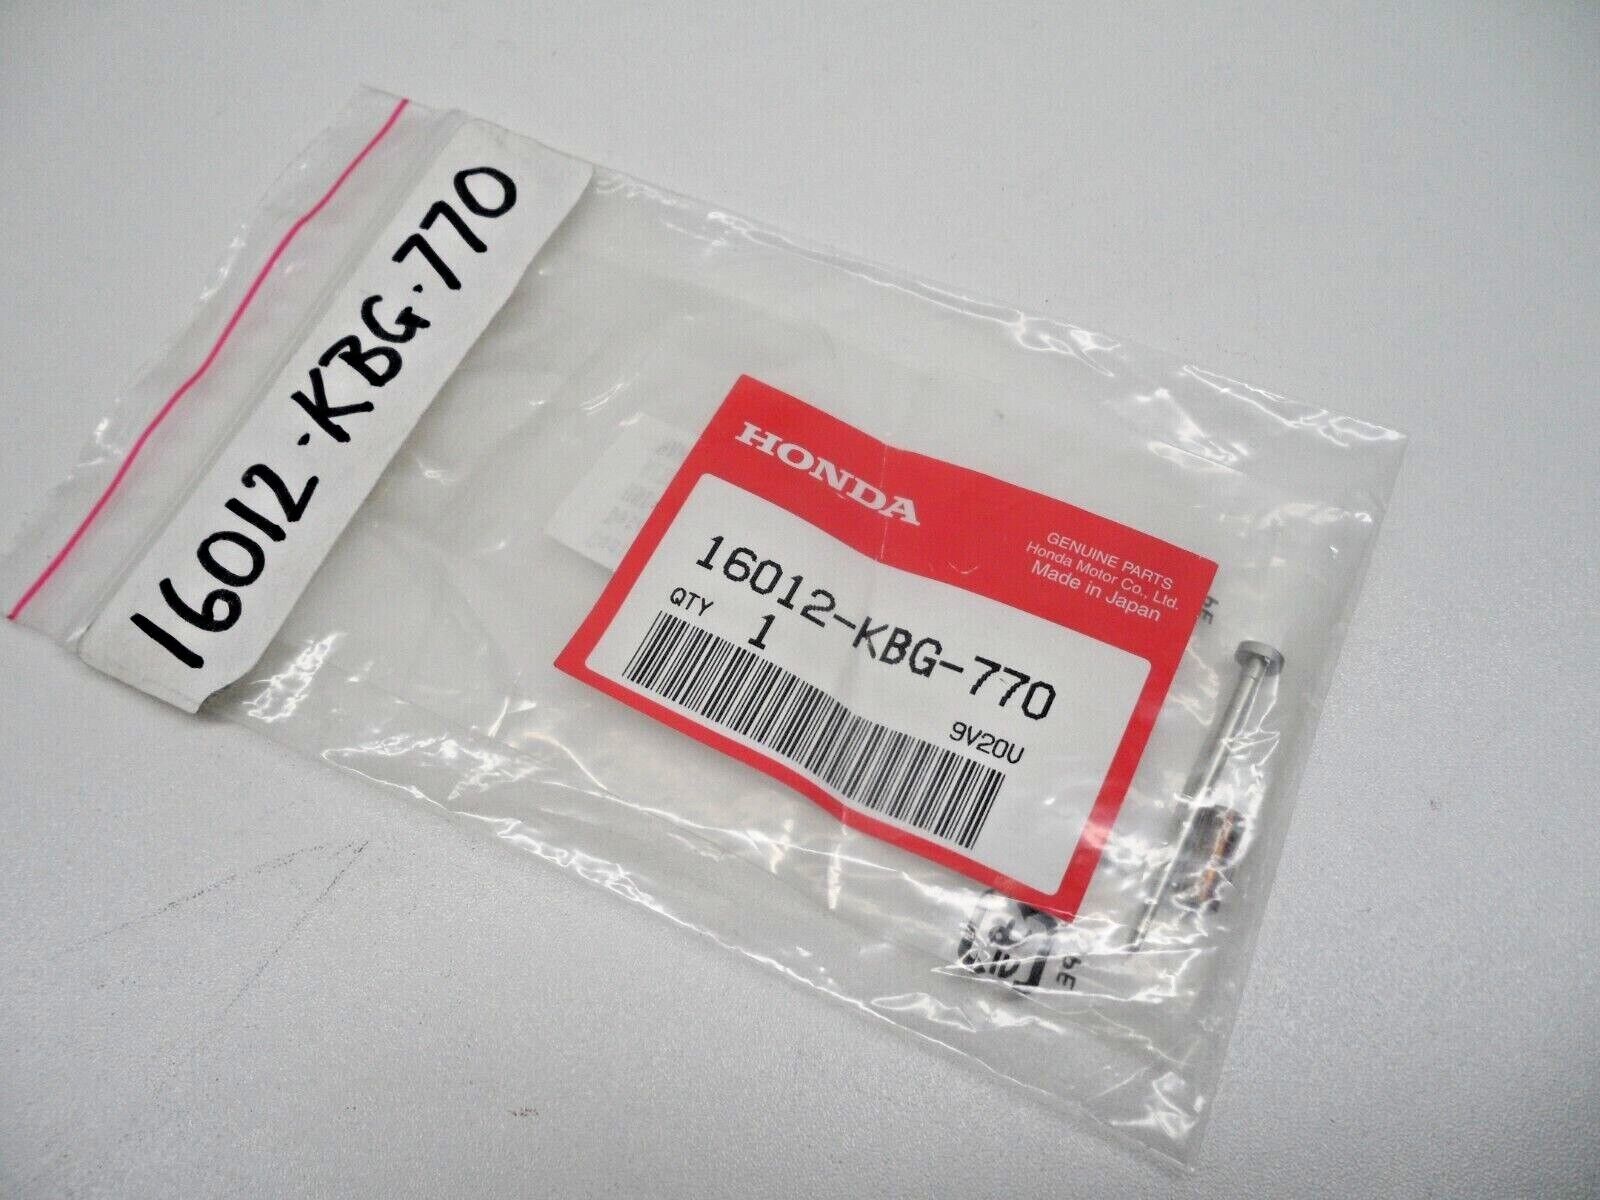 16012-KBG-770
HONDA
GENUINE PARTS
Honda Motor Co., Ltd.
Made in Japan
16012-KBG-770
QTY 1
9V20U